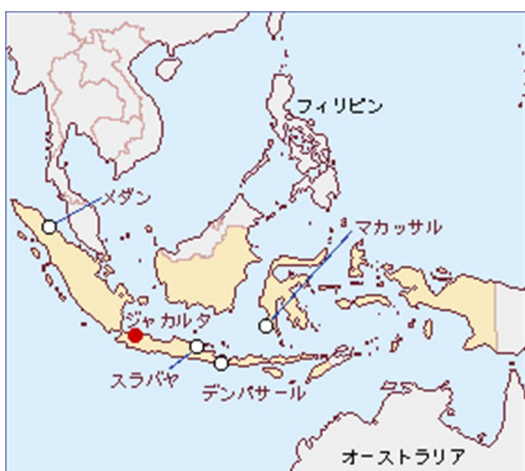 フィリピン
メダン
マカッサル
ジャカルタ
スラバヤ
デンパサール
オーストラリア